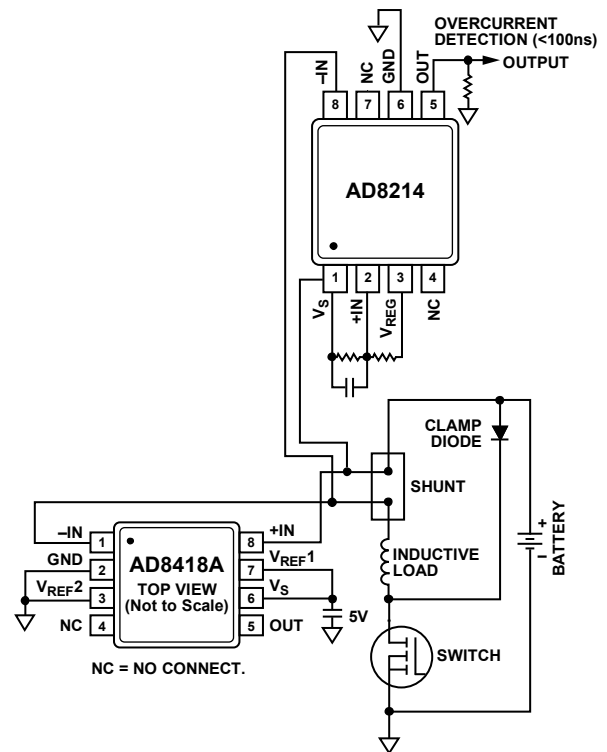 OVERCURRENT
DETECTION (<100ns)
OUTPUT
–IN
NC
GND
OUT
8
7
6
5
AD8214
1
2
3
4
VS
+IN
VREG
NC
CLAMP
DIODE
SHUNT
+
–
BATTERY
INDUCTIVE
LOAD
SWITCH
–IN
1
GND
2
VREF2
3
NC
4
AD8418A
TOP VIEW
(Not to Scale)
8
+IN
7
VREF1
6
VS
5
OUT
5V
NC = NO CONNECT.